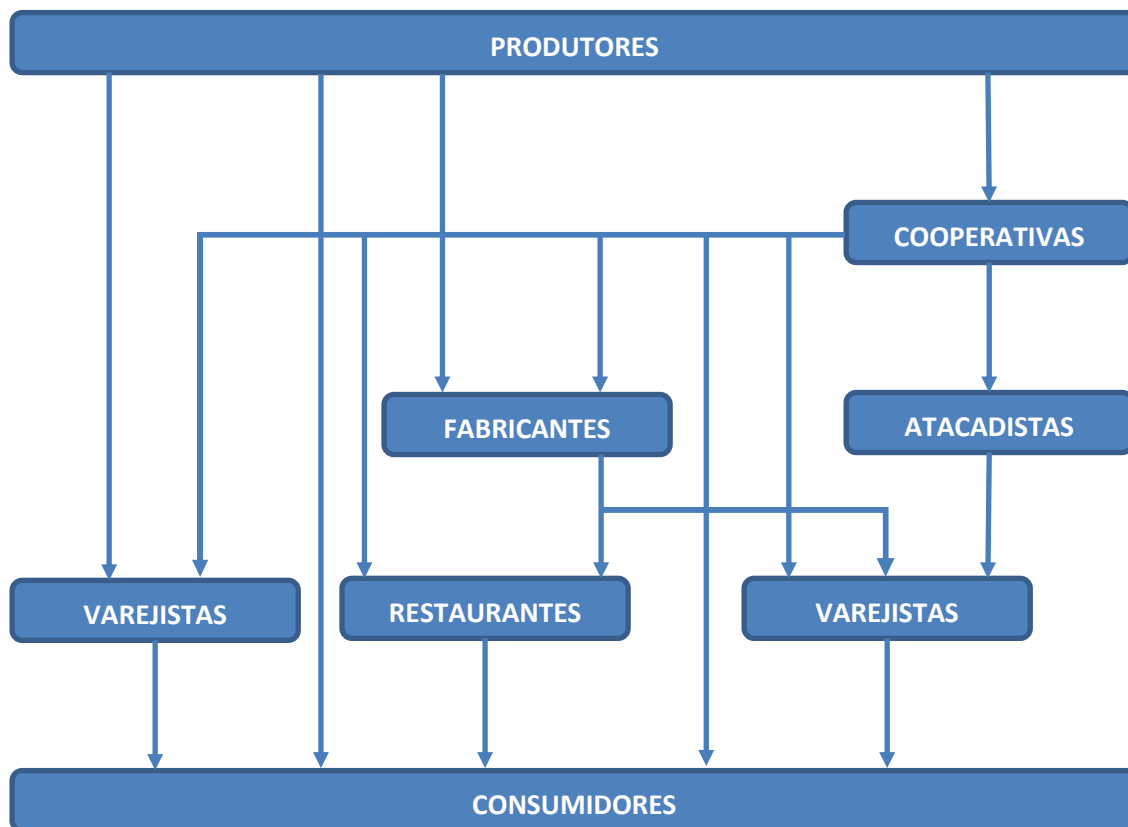 PRODUTORES
COOPERATIVAS
FABRICANTES
ATACADISTAS
VAREJISTAS
RESTAURANTES
VAREJISTAS
CONSUMIDORES